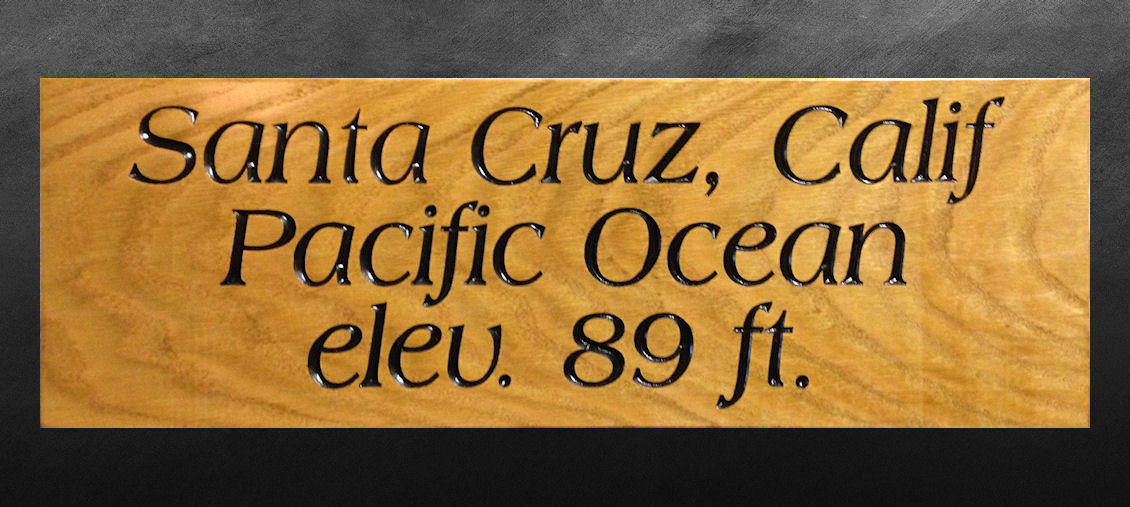 Santa Cruz, Calif
Pacific Ocean
elev. 89 ft.